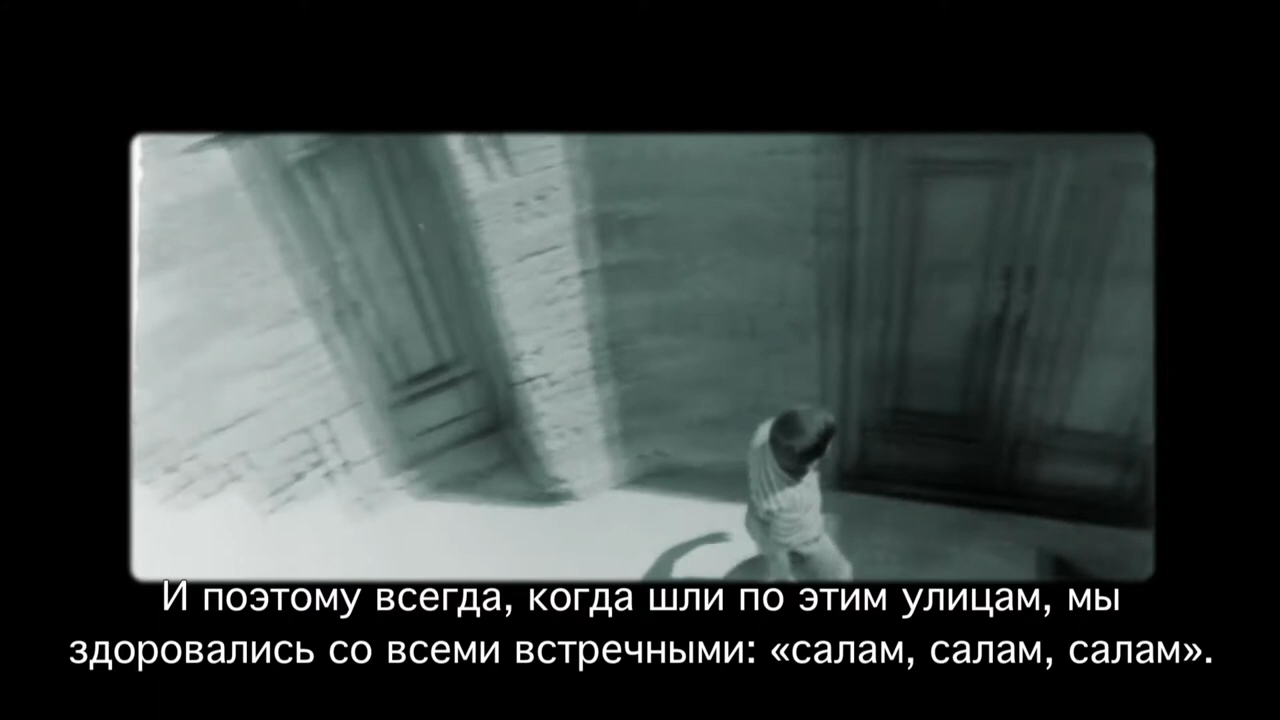 И поэтому всегда, когда шли по этим улицам, мы
здоровались со всеми встречными: «салам, салам, салам».